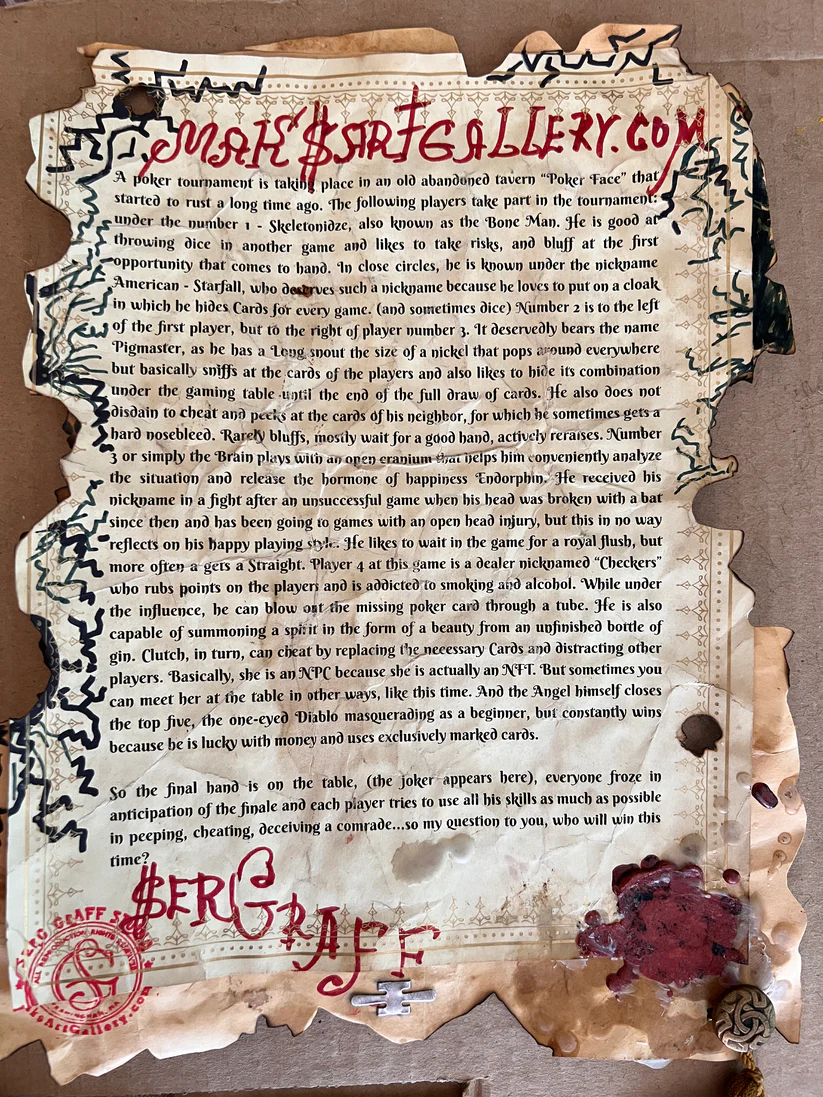 MAK'$ARTGALLERY.COM
A poker tournament is taking place in an old abandoned tavern “Poker Face” that
started to rust a long time ago. The following players take part in the tournament:
under the number 1 - Skeletonidze, also known as the Bone Man. He is good at
throwing dice in another game and likes to take risks, and bluff at the first
opportunity that comes to hand. In close circles, he is known under the nickname
American - Starfall, who deserves such a nickname because he loves to put on a cloak
in which he hides Cards for every game. (and sometimes dice) Number 2 is to the left
of the first player, but to the right of player number 3. It deservedly bears the name
Pigmaster, as he has a Long snout the size of a nickel that pops around everywhere
but basically sniffs at the cards of the players and also likes to hide its combination
under the gaming table until the end of the full draw of cards. He also does not
disdain to cheat and peeks at the cards of his neighbor, for which he sometimes gets a
hard nosebleed. Rarely bluffs, mostly wait for a good hand, actively reraises. Number
3 or simply the Brain plays with an open cranium that helps him conveniently analyze
the situation and release the hormone of happiness Endorphin. He received his
nickname in a fight after an unsuccessful game when his head was broken with a bat
since then and has been going to games with an open head injury, but this in no way
reflects on his happy playing style. He likes to wait in the game for a royal flush, but
more often a gets a Straight. Player 4 at this game is a dealer nicknamed “Checkers”
who rubs points on the players and is addicted to smoking and alcohol. While under
the influence, he can blow out the missing poker card through a tube. He is also
capable of summoning a spirit in the form of a beauty from an unfinished bottle of
gin. Clutch, in turn, can cheat by replacing the necessary Cards and distracting other
players. Basically, she is an NPC because she is actually an NFT. But sometimes you
can meet her at the table in other ways, like this time. And the Angel himself closes
the top five, the one-eyed Diablo masquerading as a beginner, but constantly wins
because he is lucky with money and uses exclusively marked cards.
So the final hand is on the table, (the joker appears here), everyone froze in
anticipation of the finale and each player tries to use all his skills as much as possible
in peeping, cheating, deceiving a comrade...so my question to you, who will win this
time?
$ERGRAFF